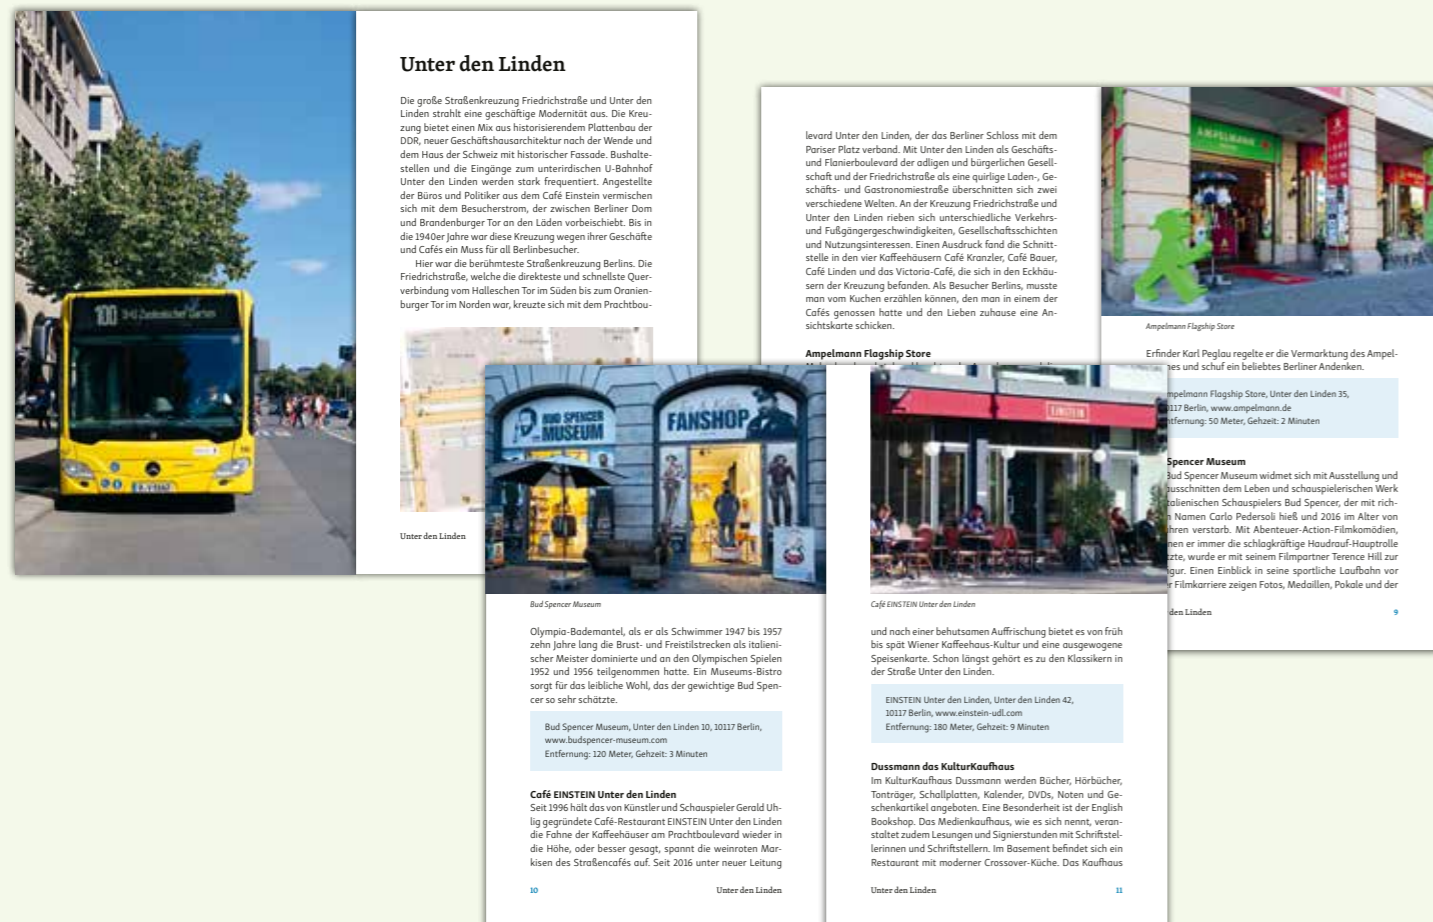 100
Unter den Linden
Die große Straßenkreuzung Friedrichstraße und Unter den
Linden strahlt eine geschäftige Modernität aus. Die Kreu-
zung bietet einen Mix aus historisierendem Plattenbau der
DDR, neuer Geschäftshausarchitektur nach der Wende und
dem Haus der Schweiz mit historischer Fassade. Bushalte-
stellen und die Eingänge zum unterirdischen U-Bahnhof
Unter den Linden werden stark frequentiert. Angestellte
der Büros und Politiker aus dem Café Einstein vermischen
sich mit dem Besucherstrom, der zwischen Berliner Dom
und Brandenburger Tor an den Läden vorbeischiebt. Bis in
die 1940er Jahre war diese Kreuzung wegen ihrer Geschäfte
und Cafés ein Muss für all Berlinbesucher.
Hier war die berühmteste Straßenkreuzung Berlins. Die
Friedrichstraße, welche die direkteste und schnellste Quer-
verbindung vom Halleschen Tor im Süden bis zum Oranien-
burger Tor im Norden war, kreuzte sich mit dem Prachtbou-
Unter den Linden
levard Unter den Linden, der das Berliner Schloss mit dem
Pariser Platz verband. Mit Unter den Linden als Geschäfts-
und Flanierboulevard der adligen und bürgerlichen Gesell-
schaft und der Friedrichstraße als eine quirlige Laden-, Ge-
schäfts- und Gastronomiestraße überschnitten sich zwei
verschiedene Welten. An der Kreuzung Friedrichstraße und
Unter den Linden rieben sich unterschiedliche Verkehrs-
und Fußgängergeschwindigkeiten, Gesellschaftsschichten
und Nutzungsinteressen. Einen Ausdruck fand die Schnitt-
stelle in den vier Kaffeehäusern Café Kranzler, Café Bauer,
Café Linden und das Victoria-Café, die sich in den Eckhäu-
sern der Kreuzung befanden. Als Besucher Berlins, musste
man vom Kuchen erzählen können, den man in einem der
Cafés genossen hatte und den Lieben zuhause eine An-
sichtskarte schicken.
Ampelmann Flagship Store
AMPELMANN
Ampelmann Flagship Store
Erfinder Karl Peglau regelte er die Vermarktung des Ampel-
nes und schuf ein beliebtes Berliner Andenken.
mpelmann Flagship Store, Unter den Linden 35,
0117 Berlin, www.ampelmann.de
ntfernung: 50 Meter, Gehzeit: 2 Minuten
Spencer Museum
Bud Spencer Museum widmet sich mit Ausstellung und
ausschnitten dem Leben und schauspielerischen Werk
talienischen Schauspielers Bud Spencer, der mit rich-
n Namen Carlo Pedersoli hieß und 2016 im Alter von
hren verstarb. Mit Abenteuer-Action-Filmkomödien,
nen er immer die schlagkräftige Haudrauf-Hauptrolle
tzte, wurde er mit seinem Filmpartner Terence Hill zur
gur. Einen Einblick in seine sportliche Laufbahn vor
r Filmkarriere zeigen Fotos, Medaillen, Pokale und der
den Linden
9
BUD SPENCER
MUSEUM
FANSHOP
Bud Spencer Museum
Olympia-Bademantel, als er als Schwimmer 1947 bis 1957
zehn Jahre lang die Brust- und Freistilstrecken als italieni-
scher Meister dominierte und an den Olympischen Spielen
1952 und 1956 teilgenommen hatte. Ein Museums-Bistro
sorgt für das leibliche Wohl, das der gewichtige Bud Spen-
cer so sehr schätzte.
Bud Spencer Museum, Unter den Linden 10, 10117 Berlin,
www.budspencer-museum.com
Entfernung: 120 Meter, Gehzeit: 3 Minuten
Café EINSTEIN Unter den Linden
Seit 1996 hält das von Künstler und Schauspieler Gerald Uh-
lig gegründete Café-Restaurant EINSTEIN Unter den Linden
die Fahne der Kaffeehäuser am Prachtboulevard wieder in
die Höhe, oder besser gesagt, spannt die weinroten Mar-
kisen des Straßencafés auf. Seit 2016 unter neuer Leitung
10
Unter den Linden
EINSTEIN
Café EINSTEIN Unter den Linden
und nach einer behutsamen Auffrischung bietet es von früh
bis spät Wiener Kaffeehaus-Kultur und eine ausgewogene
Speisenkarte. Schon längst gehört es zu den Klassikern in
der Straße Unter den Linden.
EINSTEIN Unter den Linden, Unter den Linden 42,
10117 Berlin, www.einstein-udl.com
Entfernung: 180 Meter, Gehzeit: 9 Minuten
Dussmann das KulturKaufhaus
Im KulturKaufhaus Dussmann werden Bücher, Hörbücher,
Tonträger, Schallplatten, Kalender, DVDs, Noten und Ge-
schenkartikel angeboten. Eine Besonderheit ist der English
Bookshop. Das Medienkaufhaus, wie es sich nennt, veran-
staltet zudem Lesungen und Signierstunden mit Schriftstel-
lerinnen und Schriftstellern. Im Basement befindet sich ein
Restaurant mit moderner Crossover-Küche. Das Kaufhaus
Unter den Linden
11